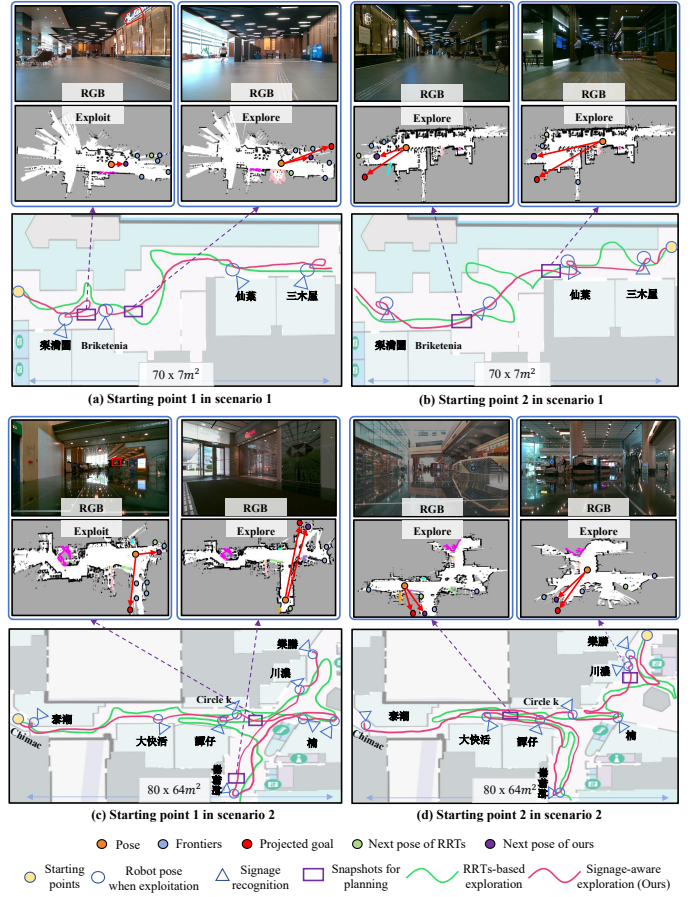 RGB
RGB
RGB
RGB
Exploit
Explore
Explore
Explore
仙葉
三木屋
梨滿園
Briketenia
70 x 7m²
仙葉
三木屋
梨滿園
Briketenia
70 x 7m²
(a) Starting point 1 in scenario 1
(b) Starting point 2 in scenario 1
RGB
RGB
RGB
RGB
Exploit
Explore
Explore
Explore
樂膳
川濃
Circle k
泰潮
Chimac
大快活
譚仔
楠
80 x 64m²
川濃
Circle k
泰潮
Chimac
大快活
譚仔
楠
80 x 64m²
(c) Starting point 1 in scenario 2
(d) Starting point 2 in scenario 2
Pose
Frontiers
Projected goal
Next pose of RRTs
Next pose of ours
Starting points
Robot pose when exploitation
Signage recognition
Snapshots for planning
RRTs-based exploration
Signage-aware exploration (Ours)